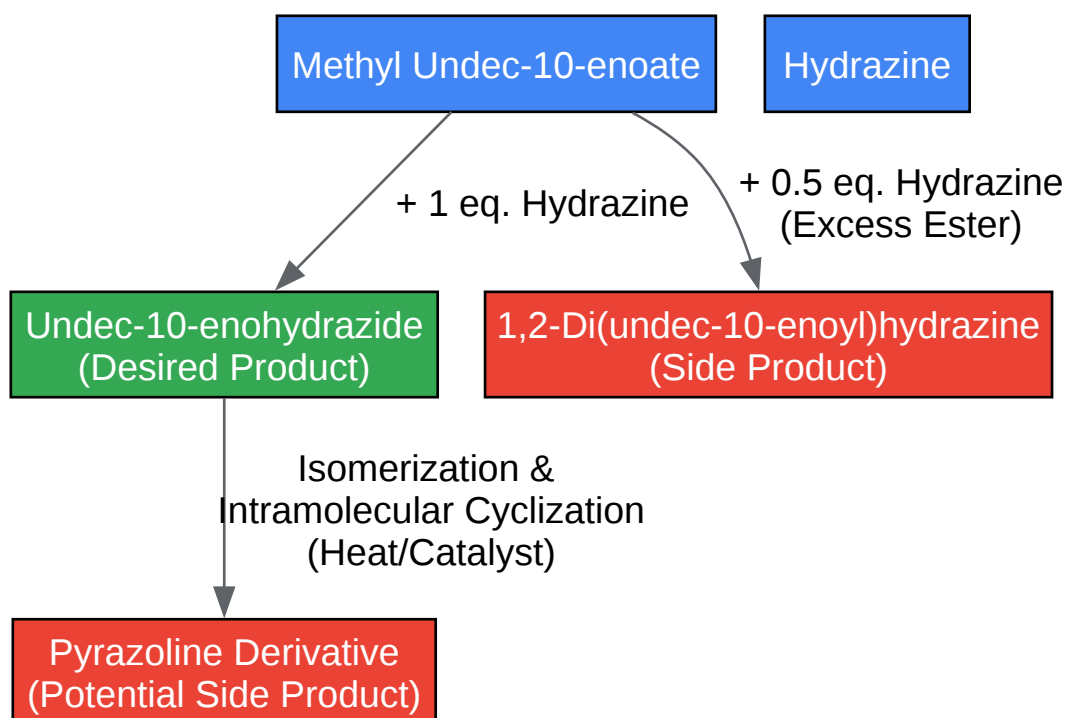 Methyl Undec-10-enoate
Hydrazine
+ 1 eq. Hydrazine
+ 0.5 eq. Hydrazine
(Excess Ester)
Undec-10-enohydrazide
(Desired Product)
1,2-Di(undec-10-enoyl)hydrazine
(Side Product)
Isomerization &
Intramolecular Cyclization
(Heat/Catalyst)
Pyrazoline Derivative
(Potential Side Product)